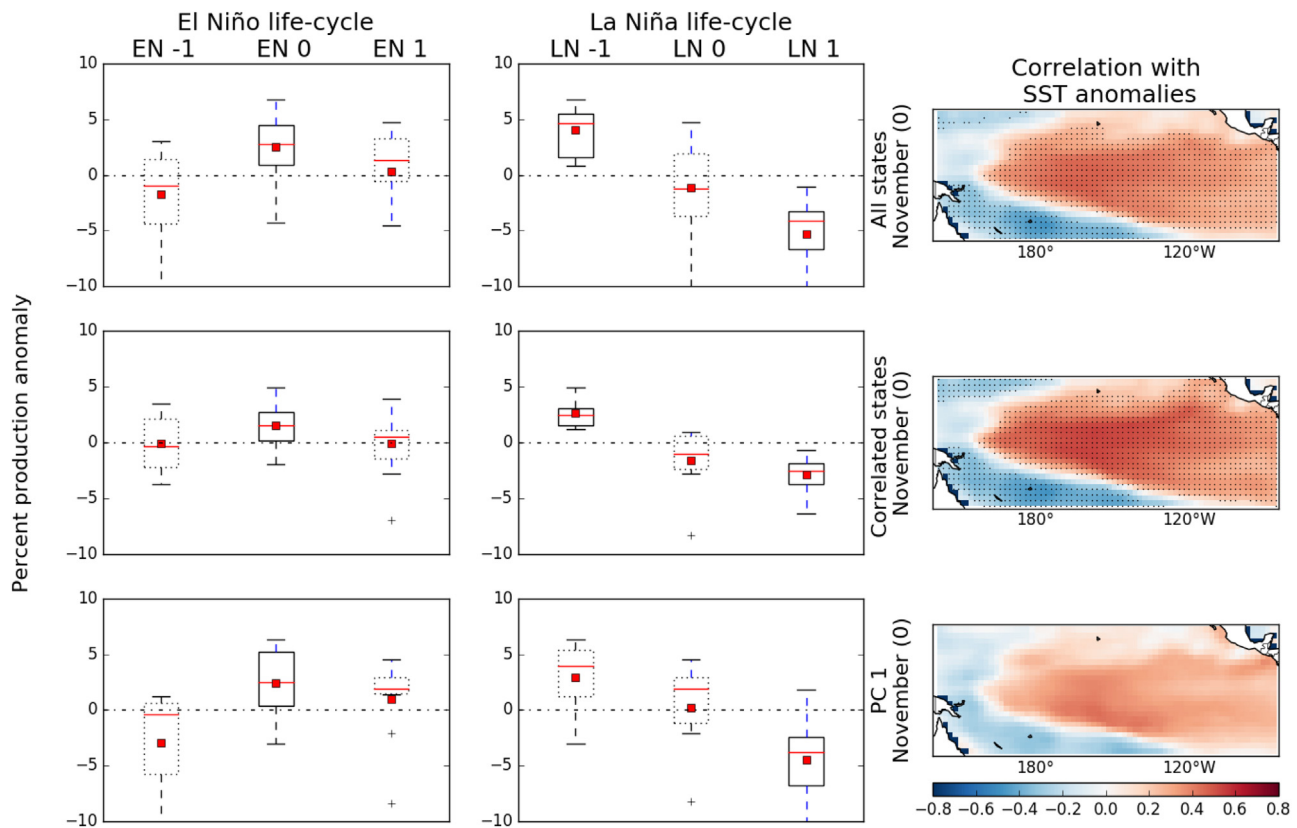 El Niño life-cycle
EN -1 EN 0 EN 1
La Niña life-cycle
LN -1 LN 0 LN 1
Correlation with
SST anomalies
Percent production anomaly
10
5
0
−5
−10
10
5
0
−5
−10
All states
November (0)
180° 120°W
10
5
0
−5
−10
10
5
0
−5
−10
Correlated states
November (0)
180° 120°W
10
5
0
−5
−10
10
5
0
−5
−10
PC 1
November (0)
180° 120°W
−0.8 −0.6 −0.4 −0.2 0.0 0.2 0.4 0.6 0.8